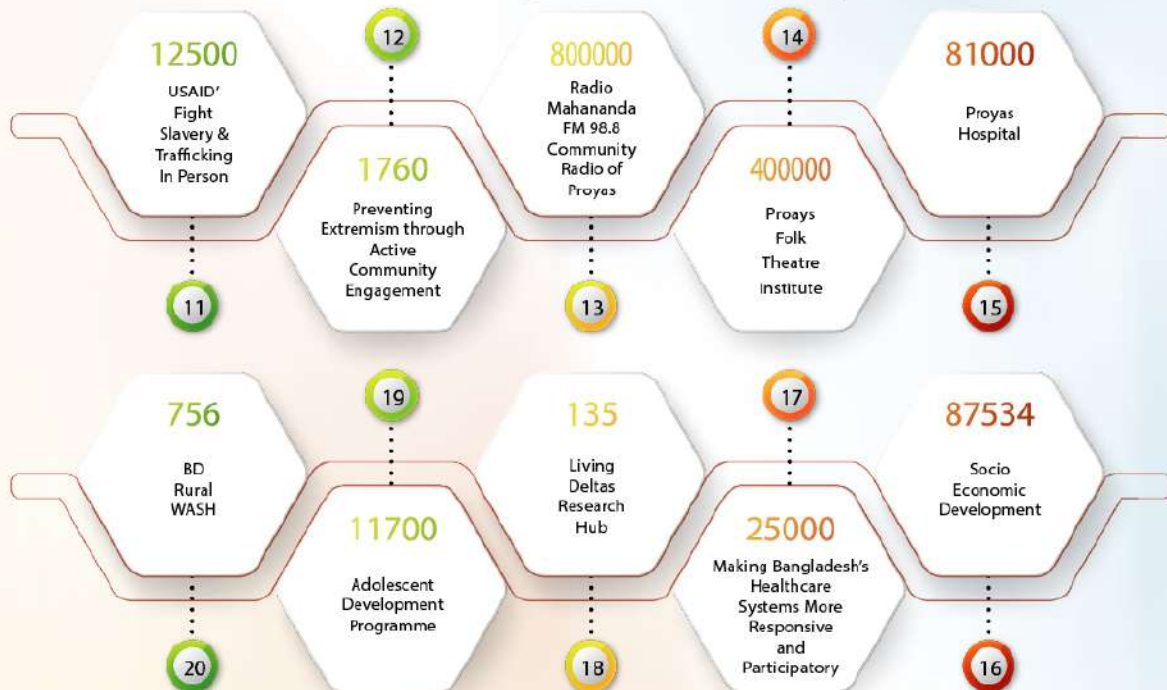 12
14
12500
USAID'
Fight
Slavery &
Trafficking
In Person
800000
Radio
Mahananda
FM 98.8
Community
Radio of
Proyas
81000
Proyas
Hospital
1760
Preventing
Extremism through
Active
Community
Engagement
400000
Proays
Folk
Theatre
Institute
11
13
15
19
17
756
BD
Rural
WASH
135
Living
Deltas
Research
Hub
87534
Socio
Economic
Development
11700
Adolescent
Development
Programme
25000
Making Bangladesh's
Healthcare
Systems More
Responsive
and
Participatory
20
18
16